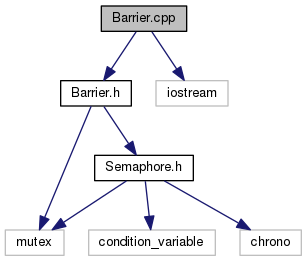 Barrier.cpp
Barrier.h
iostream
Semaphore.h
mutex
condition_variable
chrono